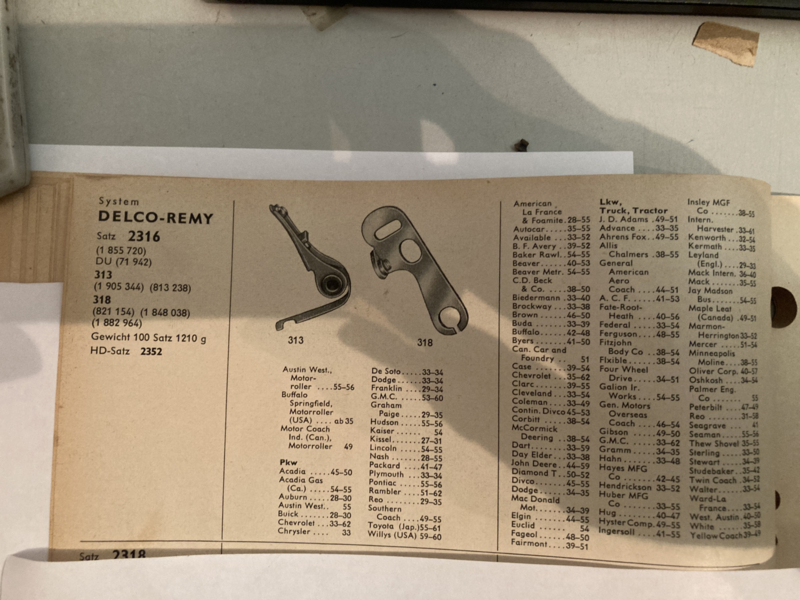 System
DELCO-REMY
Satz 2316
(1 855 720)
DU (71 942)
313
(1 905 344) (813 238)
318
(821 154) (1 848 038)
(1 882 964)
Gewicht 100 Satz 1210 g
HD-Satz 2352
313
318
Austin West.,
Motor-
roller ....55-56
Buffalo
Springfield,
Motorroller
(USA) ... ab 35
Motor Coach
Ind. (Can.),
Motorroller 49
Pkw
Acadia ......45-50
Acadia Gas
(Ca.) ....54-55
Auburn ......28-30
Austin West.. 55
Buick .......28-30
Chevrolet ...33-62
Chrysler .... 33
De Soto.....33-34
Dodge.......33-34
Franklin ....29-34
G.M.C. .....53-60
Graham
Paige ....29-35
Hudson .....55-56
Kaiser ...... 54
Kissel.......27-31
Lincoln .....54-55
Nash .......28-55
Packard ....41-47
Plymouth ...33-34
Pontiac .....55-56
Rambler ....51-62
Reo ........29-35
Southern
Coach ....49-55
Toyota (Jap.)55-61
Willys (USA) 59-60
American
La France
& Foamite.28-55
Autocar.....35-55
Available ...33-52
B. F. Avery ..39-52
Baker Rawl..54-55
Beaver......40-53
Beaver Metr. 54-55
C.D. Beck
& Co. ....38-50
Biedermann .33-40
Brockway....33-38
Brown ......46-50
Buda .......33-39
Buffalo......42-48
Byers .......41-50
Can. Car and
Foundry .. 51
Case ........39-54
Chevrolet ...35-62
Clarc .......39-55
Cleveland ...33-54
Coleman ....33-49
Contin. Divco 45-53
Corbitt .....38-54
McCormick
Deering ..38-54
Dart........33-59
Day Elder...33-38
John Deere ..44-59
Diamond T..50-52
Divco.......45-55
Dodge.......34-35
Mac Donald
Mot.......34-39
Elgin .......44-55
Euclid ...... 54
Fageol ......48-50
Fairmont....39-51
Lkw,
Truck, Tractor
J. D. Adams .49-51
Advance ....33-35
Ahrens Fox..49-55
Allis
Chalmers .38-55
General
American
Aero
Coach ....44-51
A. C. F. .....41-53
Fate-Root-
Heath ....40-56
Federal .....33-54
Ferguson....48-55
Fitzjohn
Body Co ..38-54
Flxible......38-54
Four Wheel
Drive.....34-51
Galion Ir.
Works ....54-55
Gen. Motors
Overseas
Coach ....46-54
Gibson .....49-50
G.M.C. .....33-62
Gramm .....34-35
Hahn .......33-48
Hayes MFG
Co .......42-45
Hendrickson 33-52
Huber MFG
Co .......33-55
Hug ........40-47
Hyster Comp. 49-55
Ingersoll ....41-55
Insley MGF
Co .......38-55
Intern.
Harvester .33-61
Kenworth ...32-54
Kermath ....33-35
Leyland
(Engl.) ....29-33
Mack Intern. 36-40
Mack .......35-55
Jay Madson
Bus.......54-55
Maple Leaf
(Canada) .49-51
Marmon-
Herrington 33-52
Mercer .....51-54
Minneapolis
Moline....38-55
Oliver Corp. 40-57
Oshkosh ....34-54
Palmer Eng.
Co ....... 55
Peterbilt ....47-49
Reo ........31-58
Seagrave .... 41
Seaman.....55-56
Thew Shovel 35-55
Sterling .....33-50
Stewart .....34-39
Studebaker ..35-42
Twin Coach .34-52
Walter......33-54
Ward-La
France....33-54
West. Austin .40-58
White ......35-58
Yellow Coach 39-49
Satz 2318